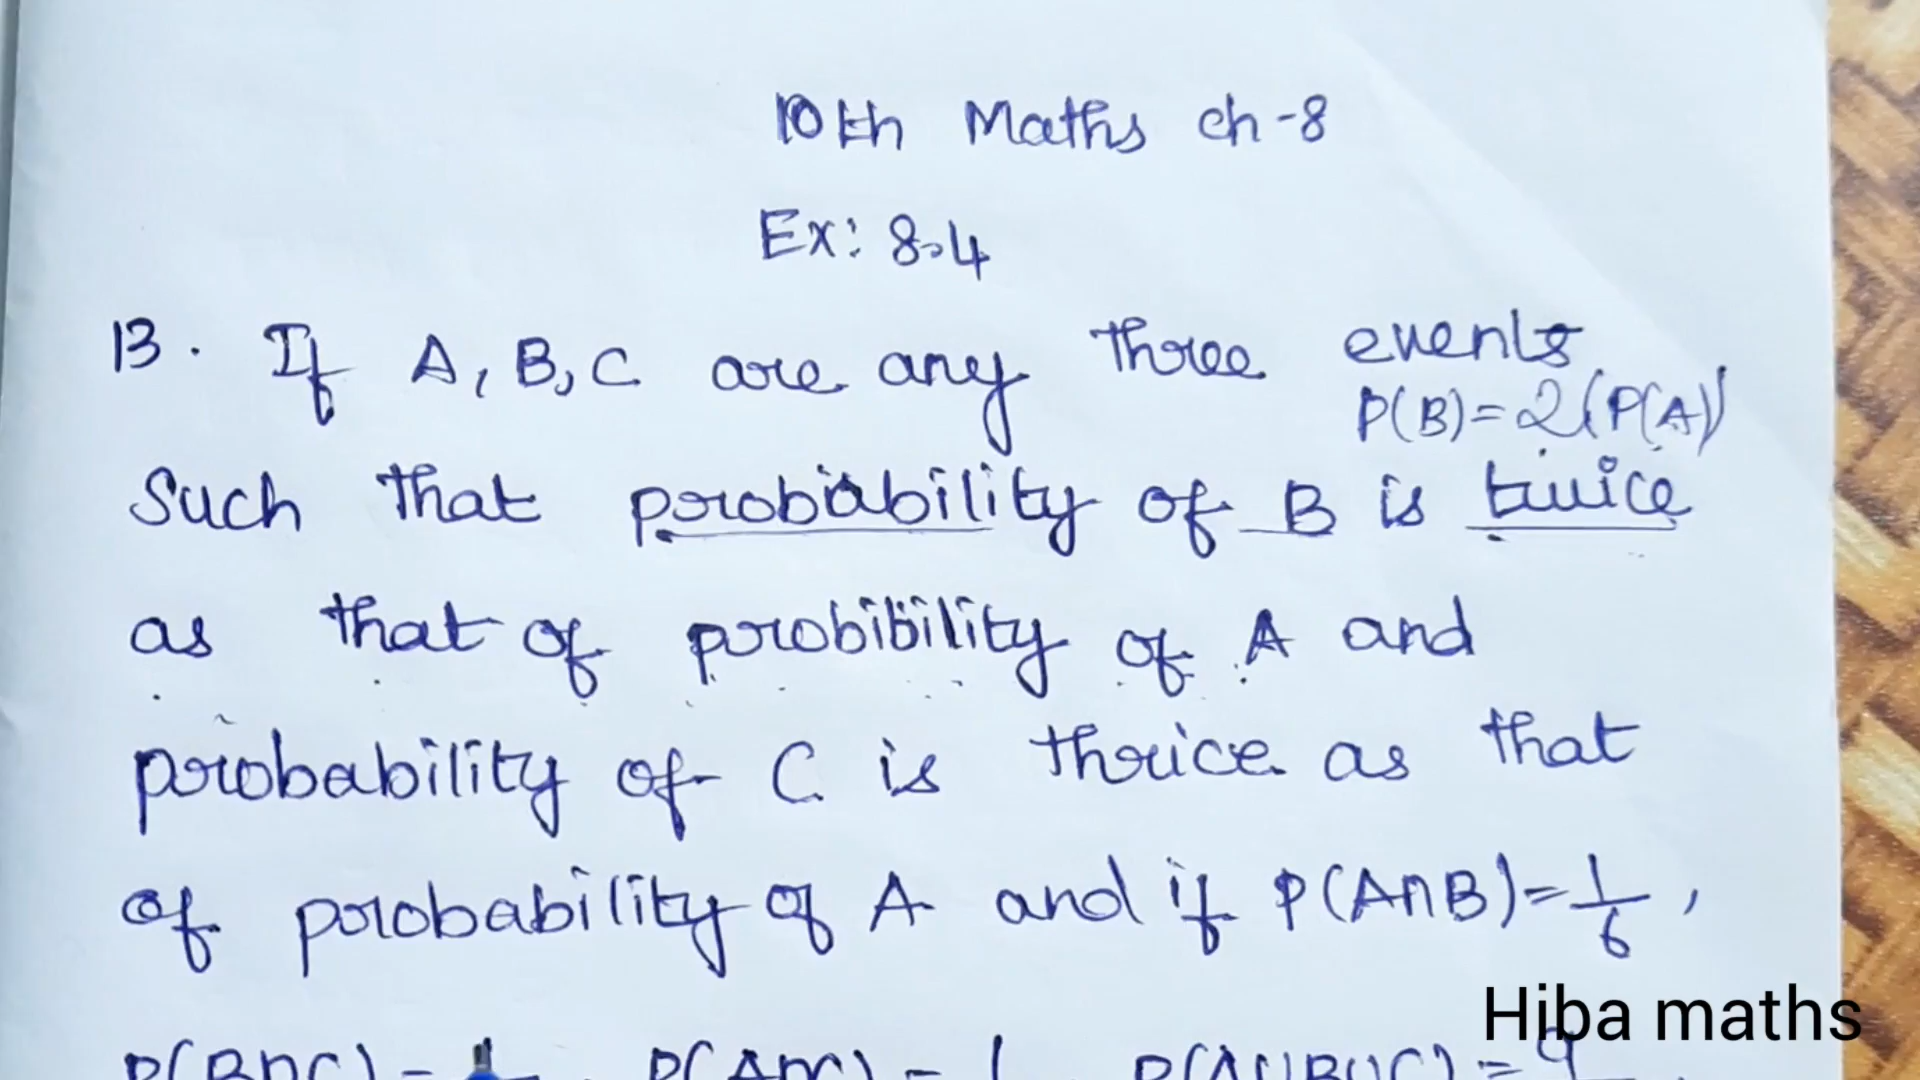 10th Maths ch-8
Ex: 8.4
13. If A, B, C are any three events
P(B)=2(P(A))
Such that probability of B is twice
as that of probibility of A and
probability of C is thrice as that
of probability of A and if P(A∩B)=1/6,
P(B∩C)= P(A∩C)=1 P(A∪B∪C)=9
Hiba maths